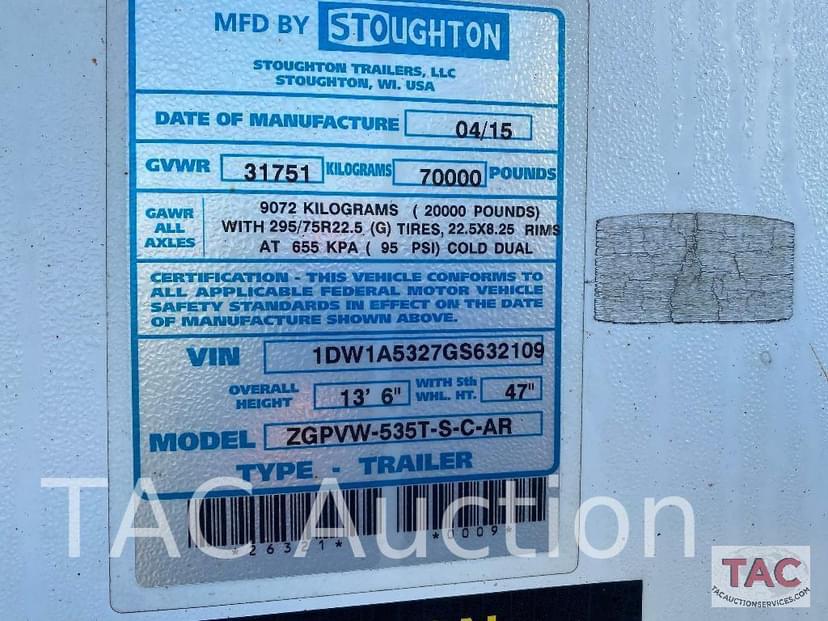 MFD BY STOUGHTON
STOUGHTON TRAILERS, LLC
STOUGHTON, WI. USA
DATE OF MANUFACTURE 04/15
GVWR 31751 KILOGRAMS 70000 POUNDS
GAWR ALL AXLES
9072 KILOGRAMS ( 20000 POUNDS)
WITH 295/75R22.5 (G) TIRES, 22.5X8.25 RIMS
AT 655 KPA ( 95 PSI) COLD DUAL
CERTIFICATION - THIS VEHICLE CONFORMS TO
ALL APPLICABLE FEDERAL MOTOR VEHICLE
SAFETY STANDARDS IN EFFECT ON THE DATE
OF MANUFACTURE SHOWN ABOVE.
VIN 1DW1A5327GS632109
OVERALL HEIGHT 13' 6" WITH 5th WHL. HT. 47"
MODEL ZGPVW-535T-S-C-AR
TYPE - TRAILER
*26321* *0009*
TAC Auction
TAC
TACAUCTIONSERVICES.COM